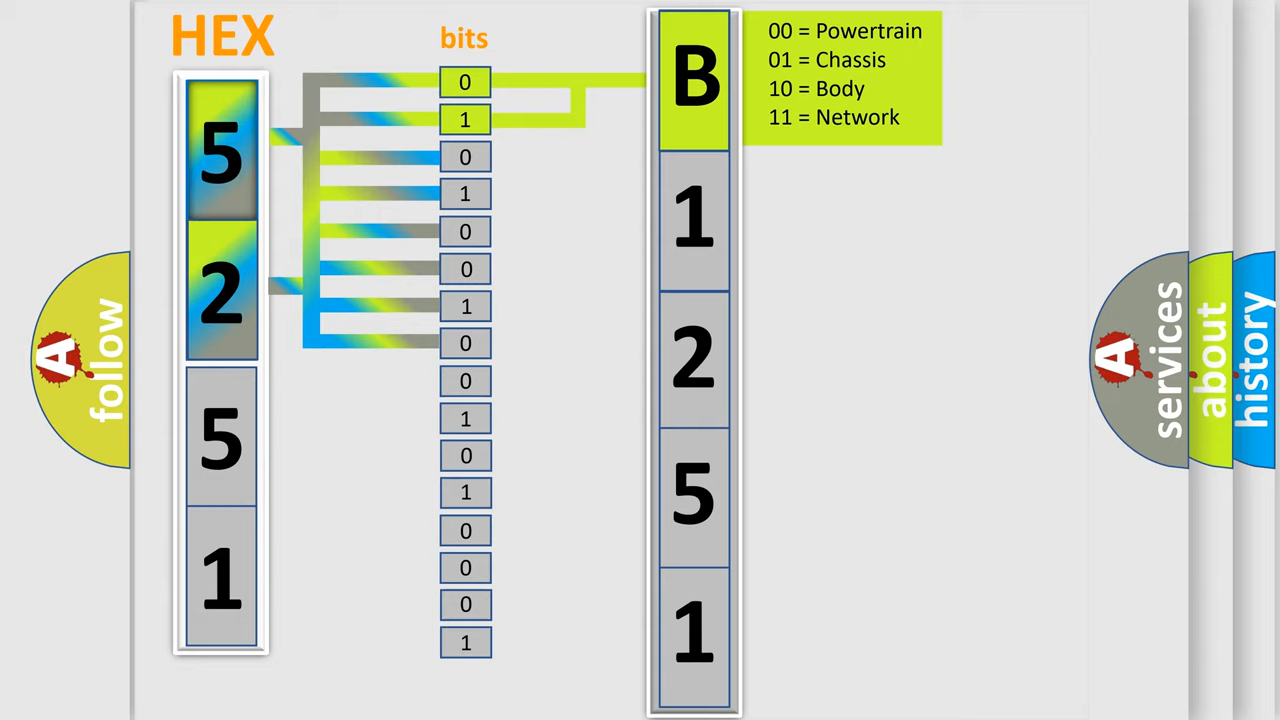 HEX
bits
5
2
5
1
0
1
0
1
0
0
1
0
0
1
0
1
0
0
0
1
B
1
2
5
1
00 = Powertrain
01 = Chassis
10 = Body
11 = Network
A
follow
A
services
about
history